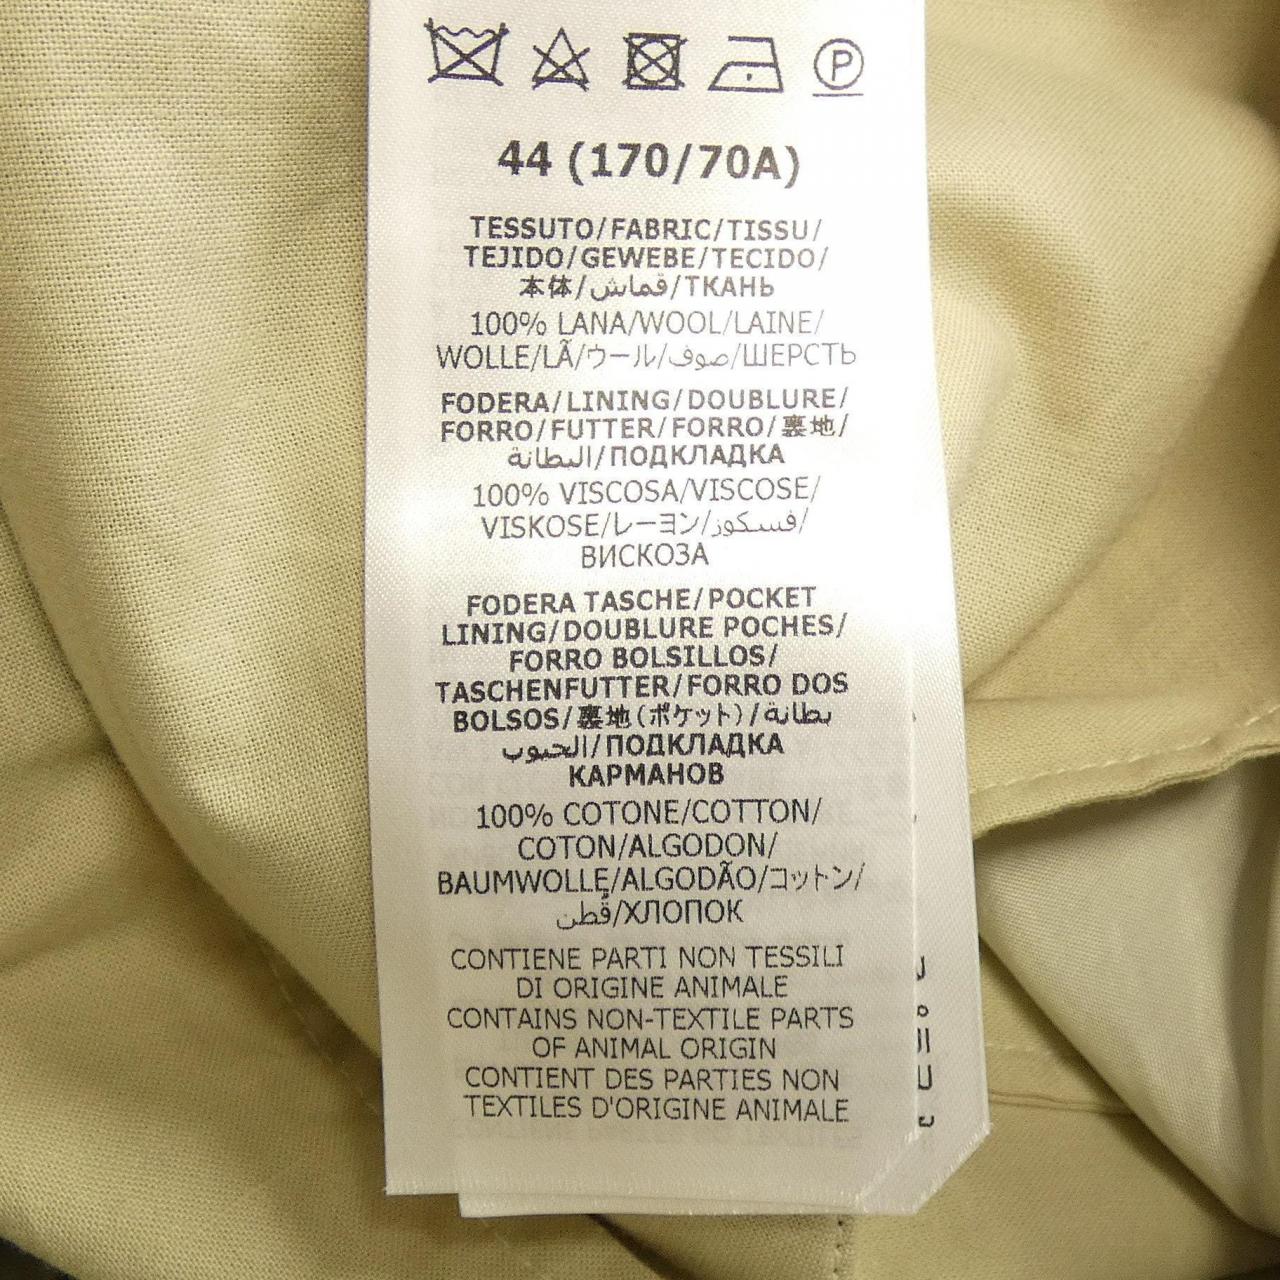 P
44 (170/70A)
TESSUTO/FABRIC/TISSU/
TEJIDO/GEWEBE/TECIDO/
本体/قماش/ТКАНЬ
100% LANA/WOOL/LAINE/
WOLLE/LÃ/ウール/صوف/ШЕРСТЬ
FODERA/LINING/DOUBLURE/
FORRO/FUTTER/FORRO/裏地/
البطانة/ПОДКЛАДКА
100% VISCOSA/VISCOSE/
VISKOSE/レーヨン/فسكوز/
ВИСКОЗА
FODERA TASCHE/POCKET
LINING/DOUBLURE POCHES/
FORRO BOLSILLOS/
TASCHENFUTTER/FORRO DOS
BOLSOS/裏地(ポケット)/بطانة
الجيوب/ПОДКЛАДКА
КАРМАНОВ
100% COTONE/COTTON/
COTON/ALGODON/
BAUMWOLLE/ALGODÃO/コットン/
قُطن/ХЛОПОК
CONTIENE PARTI NON TESSILI
DI ORIGINE ANIMALE
CONTAINS NON-TEXTILE PARTS
OF ANIMAL ORIGIN
CONTIENT DES PARTIES NON
TEXTILES D'ORIGINE ANIMALE